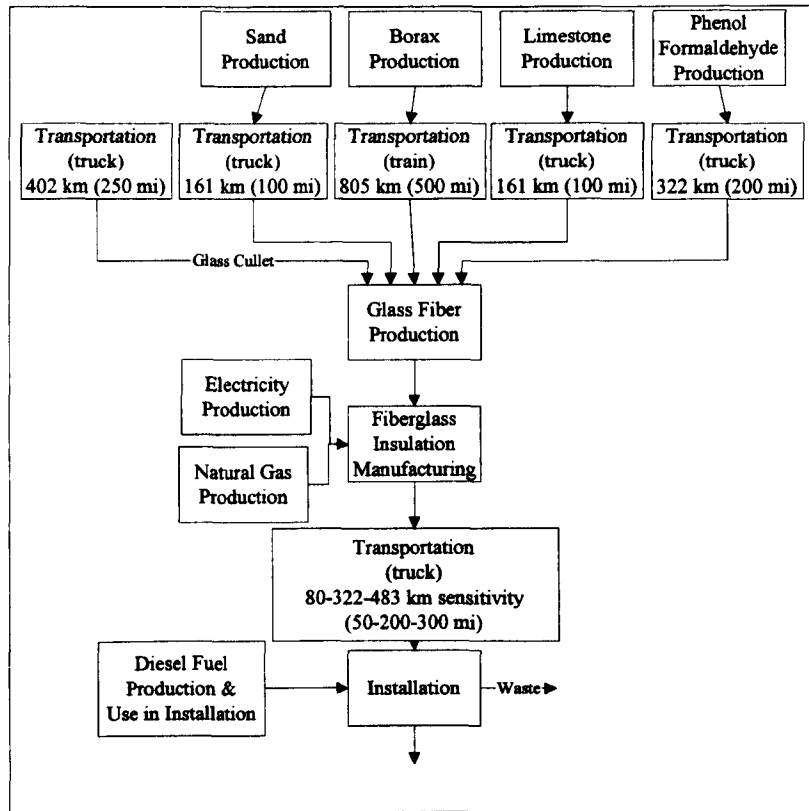 Sand
Production
Borax
Production
Limestone
Production
Phenol
Formaldehyde
Production
Transportation
(truck)
402 km (250 mi)
Transportation
(truck)
161 km (100 mi)
Transportation
(train)
805 km (500 mi)
Transportation
(truck)
161 km (100 mi)
Transportation
(truck)
322 km (200 mi)
Glass Cullet
Glass Fiber
Production
Electricity
Production
Natural Gas
Production
Fiberglass
Insulation
Manufacturing
Transportation
(truck)
80-322-483 km sensitivity
(50-200-300 mi)
Diesel Fuel
Production &
Use in Installation
Installation
Waste